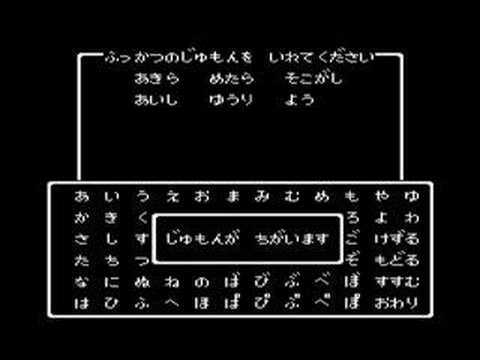 ふっかつのじゅもんを いれてください
あきら めたら そこがし
あいし ゆうり よう
あ い う え お ま み む め も や ゆ
か き く ろ よ わ
さ し す じゅもんが ちがいます ご けずる
た ち つ ぞ もどる
な に ぬ ね の ば び ぶ べ ぼ すすむ
は ひ ふ へ ほ ぱ ぴ ぷ ぺ ぽ おわり